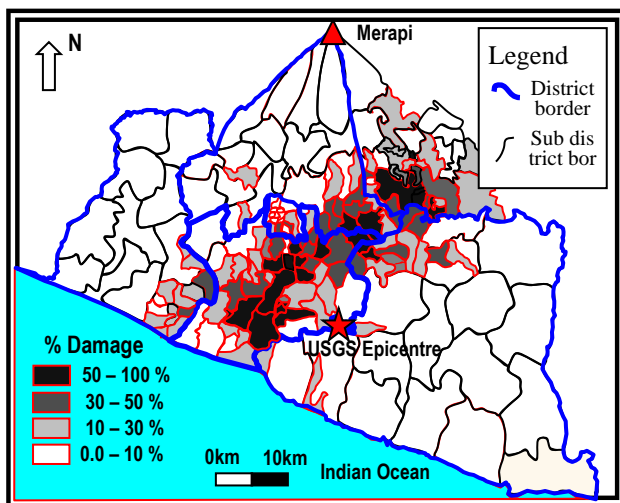 Merapi
N
Legend
District
border
Sub dis
trict bor
USGS Epicentre
% Damage
50 – 100 %
30 – 50 %
10 – 30 %
0.0 – 10 %
0km 10km
Indian Ocean